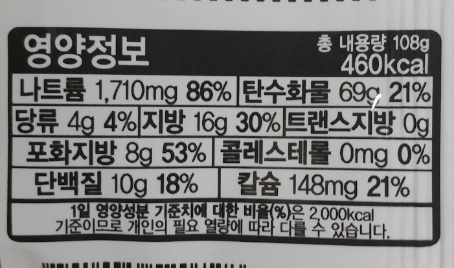 영양정보 총 내용량 108g
460kcal
나트륨 1,710mg 86% 탄수화물 69g 21%
당류 4g 4% 지방 16g 30% 트랜스지방 0g
포화지방 8g 53% 콜레스테롤 0mg 0%
단백질 10g 18% 칼슘 148mg 21%
1일 영양성분 기준치에 대한 비율(%)은 2,000kcal
기준이므로 개인의 필요 열량에 따라 다를 수 있습니다.